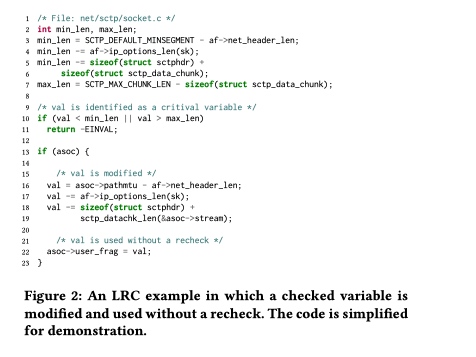 1 /* File: net/sctp/socket.c */
2 int min_len, max_len;
3 min_len = SCTP_DEFAULT_MINSEGMENT - af->net_header_len;
4 min_len -= af->ip_options_len(sk);
5 min_len -= sizeof(struct sctphdr) +
6 sizeof(struct sctp_data_chunk);
7 max_len = SCTP_MAX_CHUNK_LEN - sizeof(struct sctp_data_chunk);
8
9 /* val is identified as a critival variable */
10 if (val < min_len || val > max_len)
11 return -EINVAL;
12
13 if (asoc) {
14
15 /* val is modified */
16 val = asoc->pathmtu - af->net_header_len;
17 val -= af->ip_options_len(sk);
18 val -= sizeof(struct sctphdr) +
19 sctp_datachk_len(&asoc->stream);
20
21 /* val is used without a recheck */
22 asoc->user_frag = val;
23 }
Figure 2: An LRC example in which a checked variable is
modified and used without a recheck. The code is simplified
for demonstration.